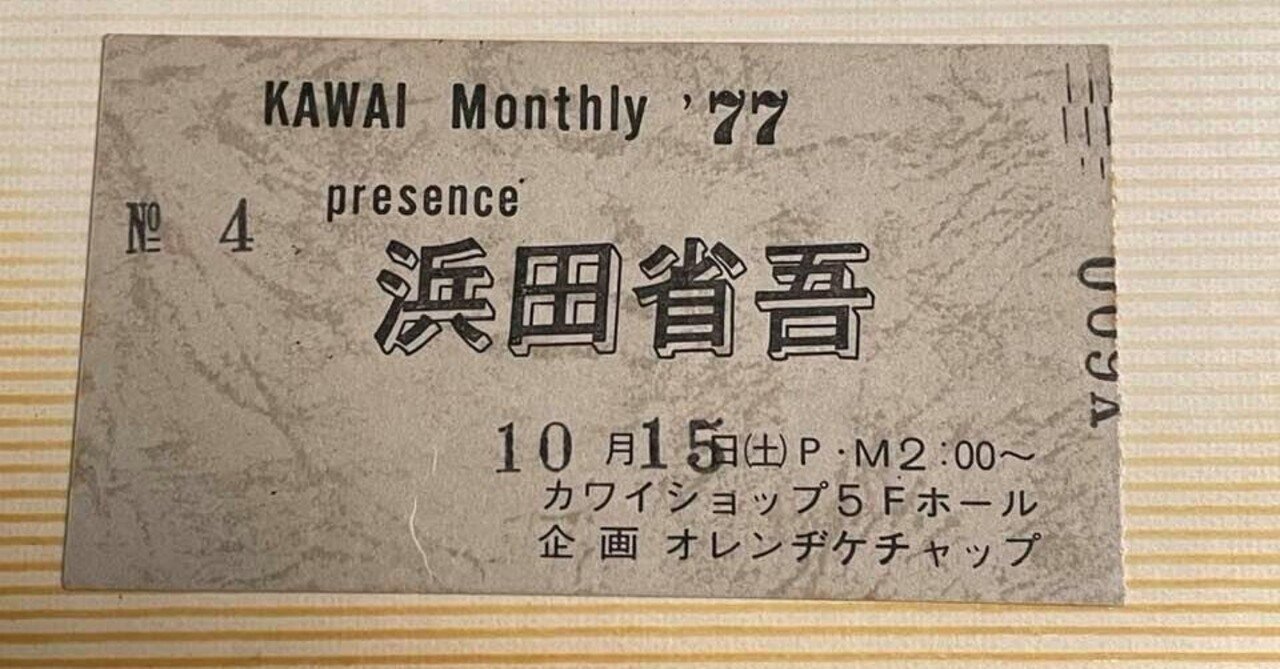 KAWAI Monthly '77
presence
№ 4
浜田省吾
10月15日㈯P・M2:00〜
カワイショップ5Fホール
企画 オレンヂケチャップ